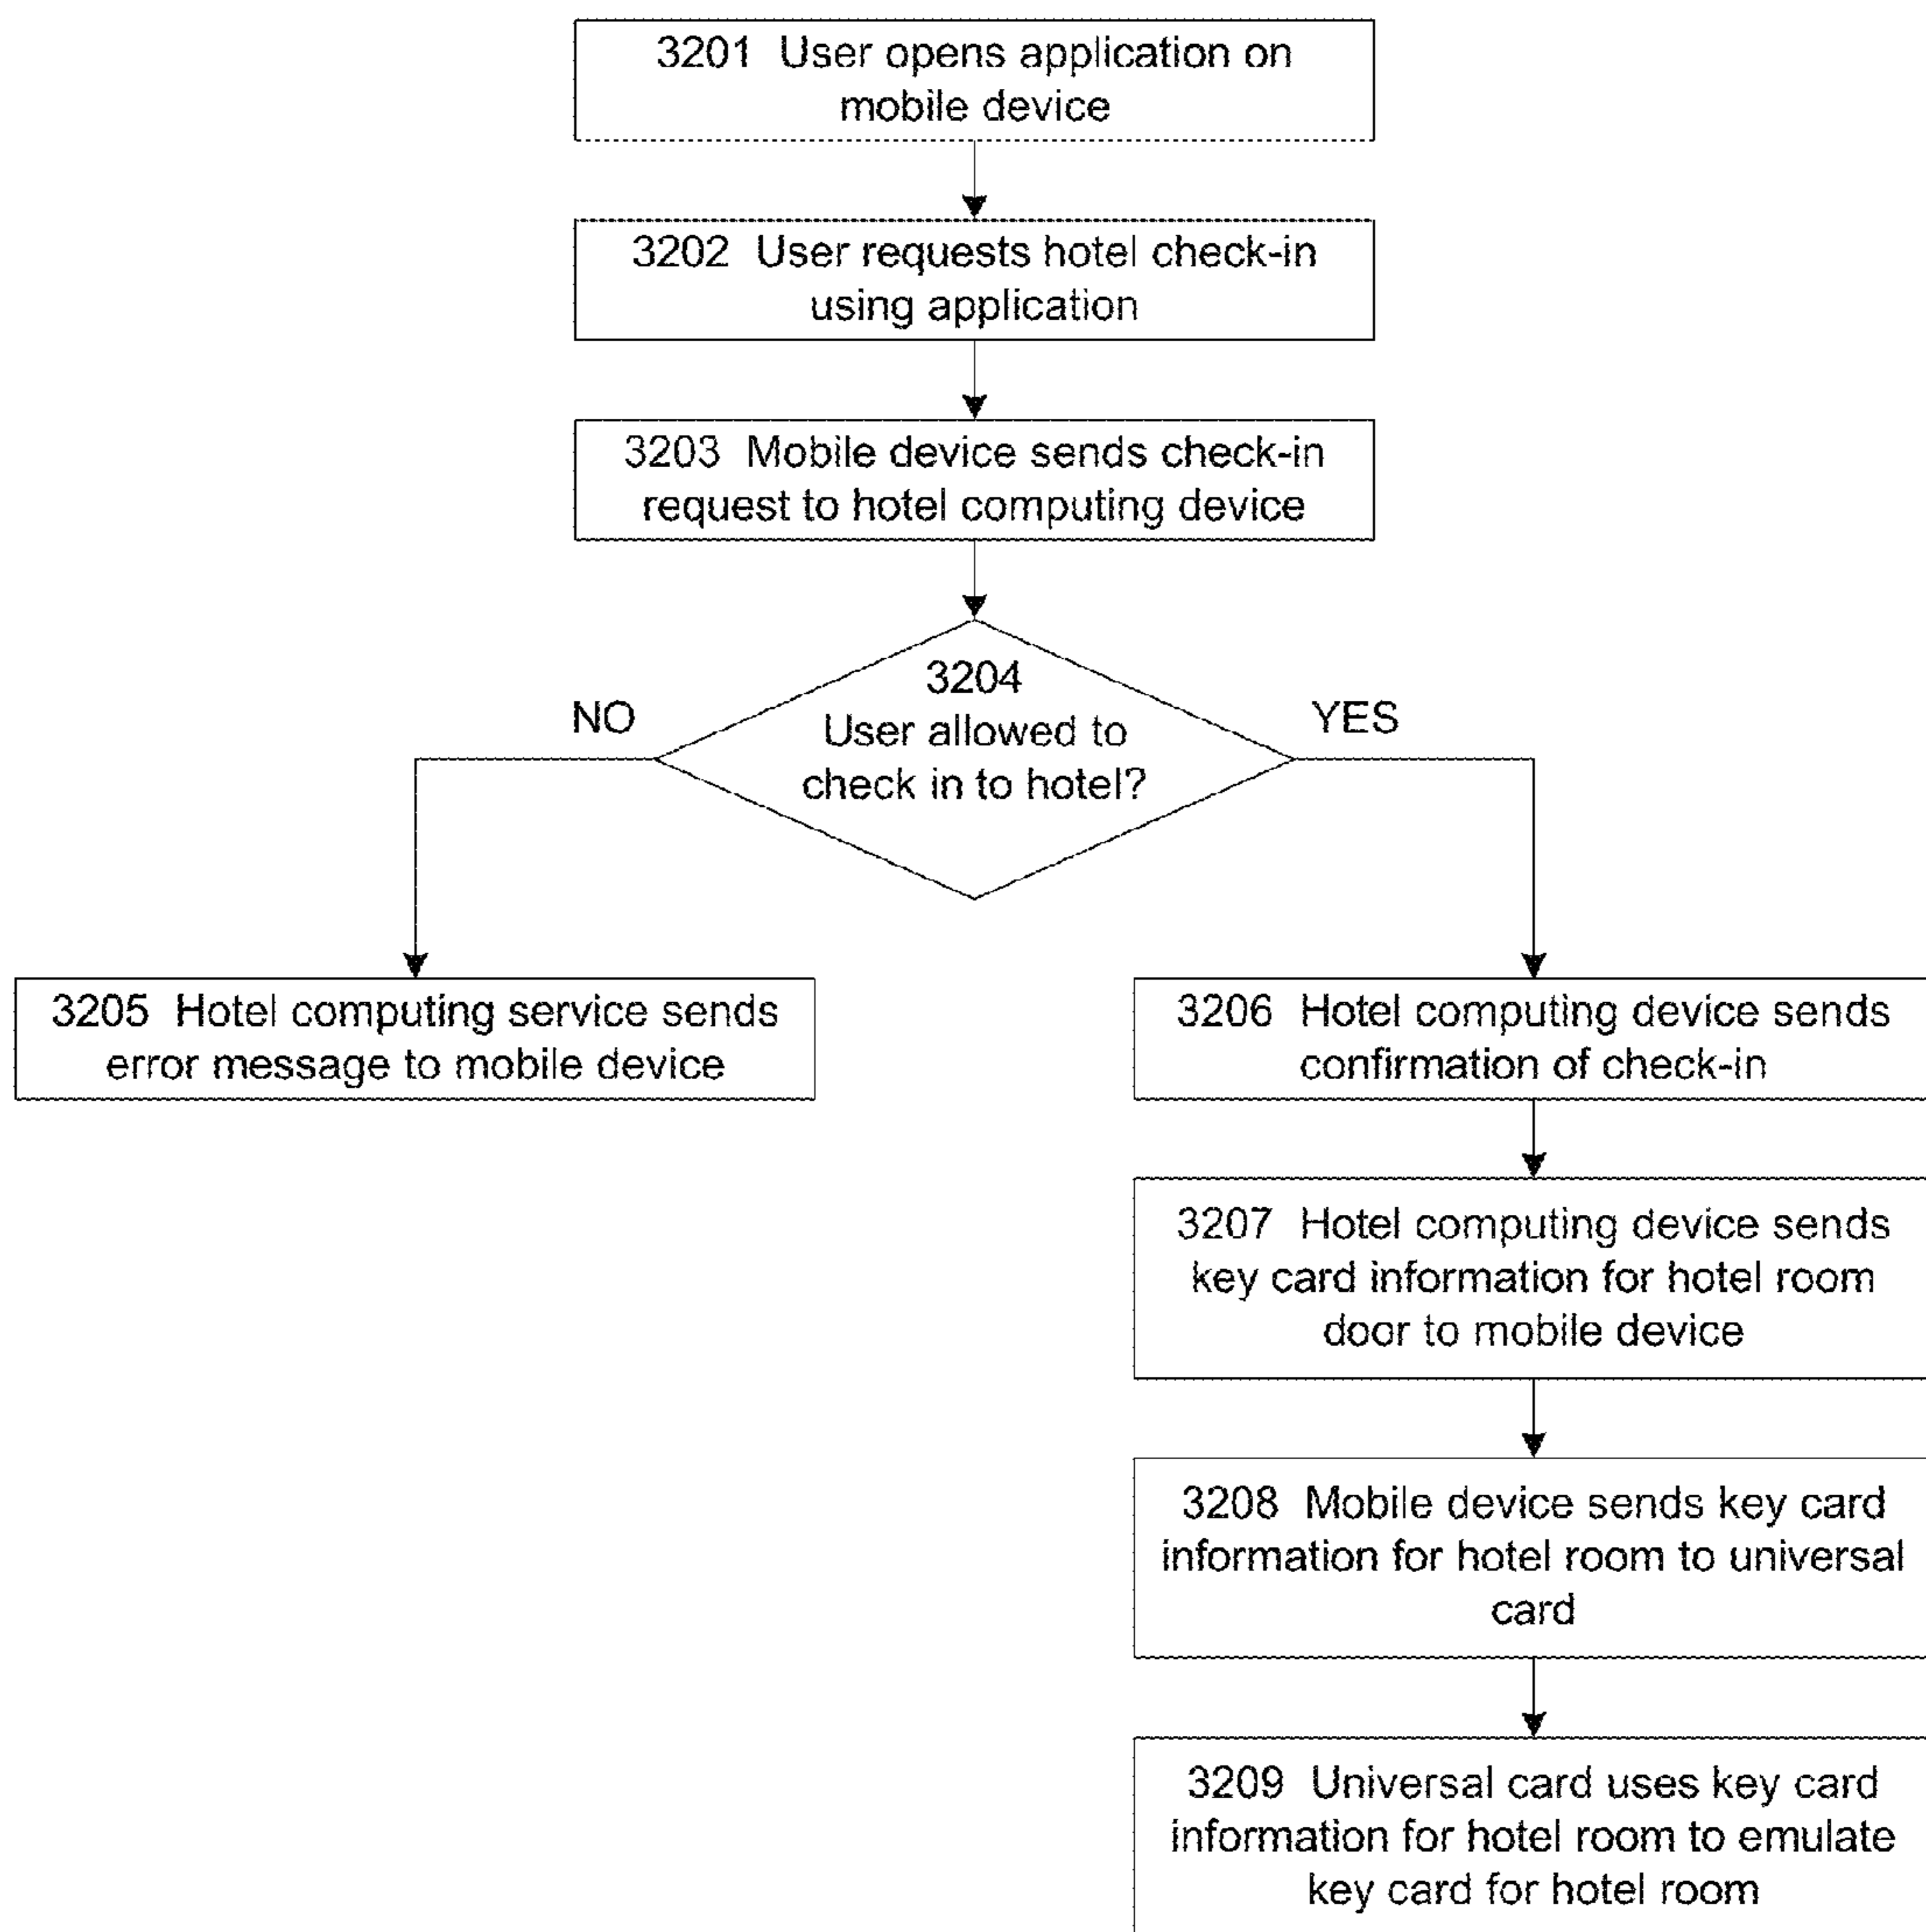 3201 User opens application on
mobile device
3202 User requests hotel check-in
using application
3203 Mobile device sends check-in
request to hotel computing device
3204
User allowed to
check in to hotel?
NO
YES
3205 Hotel computing service sends
error message to mobile device
3206 Hotel computing device sends
confirmation of check-in
3207 Hotel computing device sends
key card information for hotel room
door to mobile device
3208 Mobile device sends key card
information for hotel room to universal
card
3209 Universal card uses key card
information for hotel room to emulate
key card for hotel room